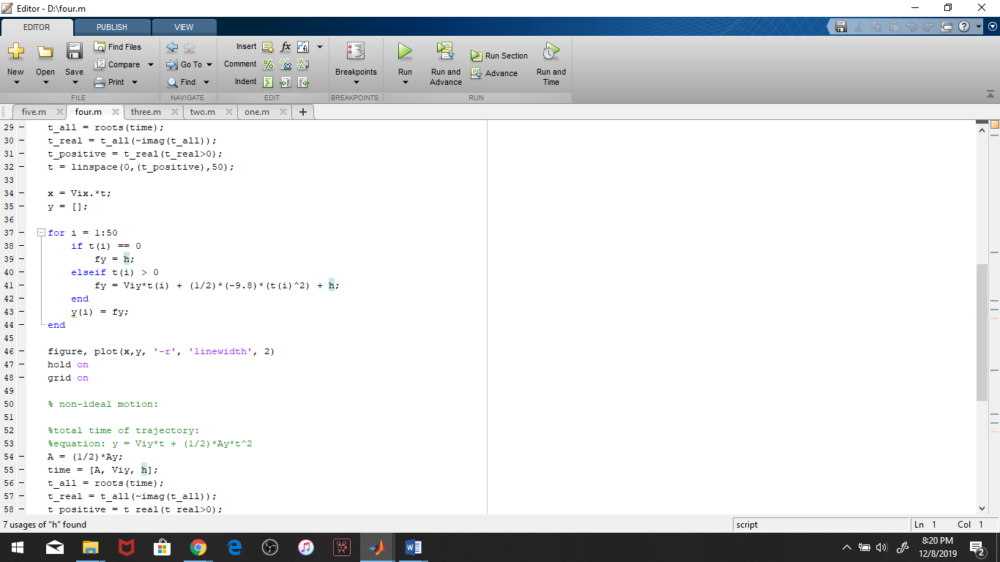 Editor - D:\four.m
EDITOR
PUBLISH
VIEW
New
Open
Save
Find Files
Compare
Print
Go To
Find
Insert
fx
Comment
Indent
Breakpoints
Run
Run and
Advance
Run Section
Advance
Run and
Time
FILE
NAVIGATE
EDIT
BREAKPOINTS
RUN
five.m
four.m
three.m
two.m
one.m
29 t_all = roots(time);
30 t_real = t_all(~imag(t_all));
31 t_positive = t_real(t_real>0);
32 t = linspace(0,(t_positive),50);
33
34 x = Vix.*t;
35 y = [];
36
37 for i = 1:50
38 if t(i) == 0
39 fy = h;
40 elseif t(i) > 0
41 fy = Viy*t(i) + (1/2)*(-9.8)*(t(i)^2) + h;
42 end
43 y(i) = fy;
44 end
45
46 figure, plot(x,y, '-r', 'linewidth', 2)
47 hold on
48 grid on
49
50 % non-ideal motion:
51
52 %total time of trajectory:
53 %equation: y = Viy*t + (1/2)*Ay*t^2
54 A = (1/2)*Ay;
55 time = [A, Viy, h];
56 t_all = roots(time);
57 t_real = t_all(~imag(t_all));
58 t_positive = t_real(t_real>0);
7 usages of "h" found
script
Ln 1 Col 1
8:20 PM
12/8/2019
2